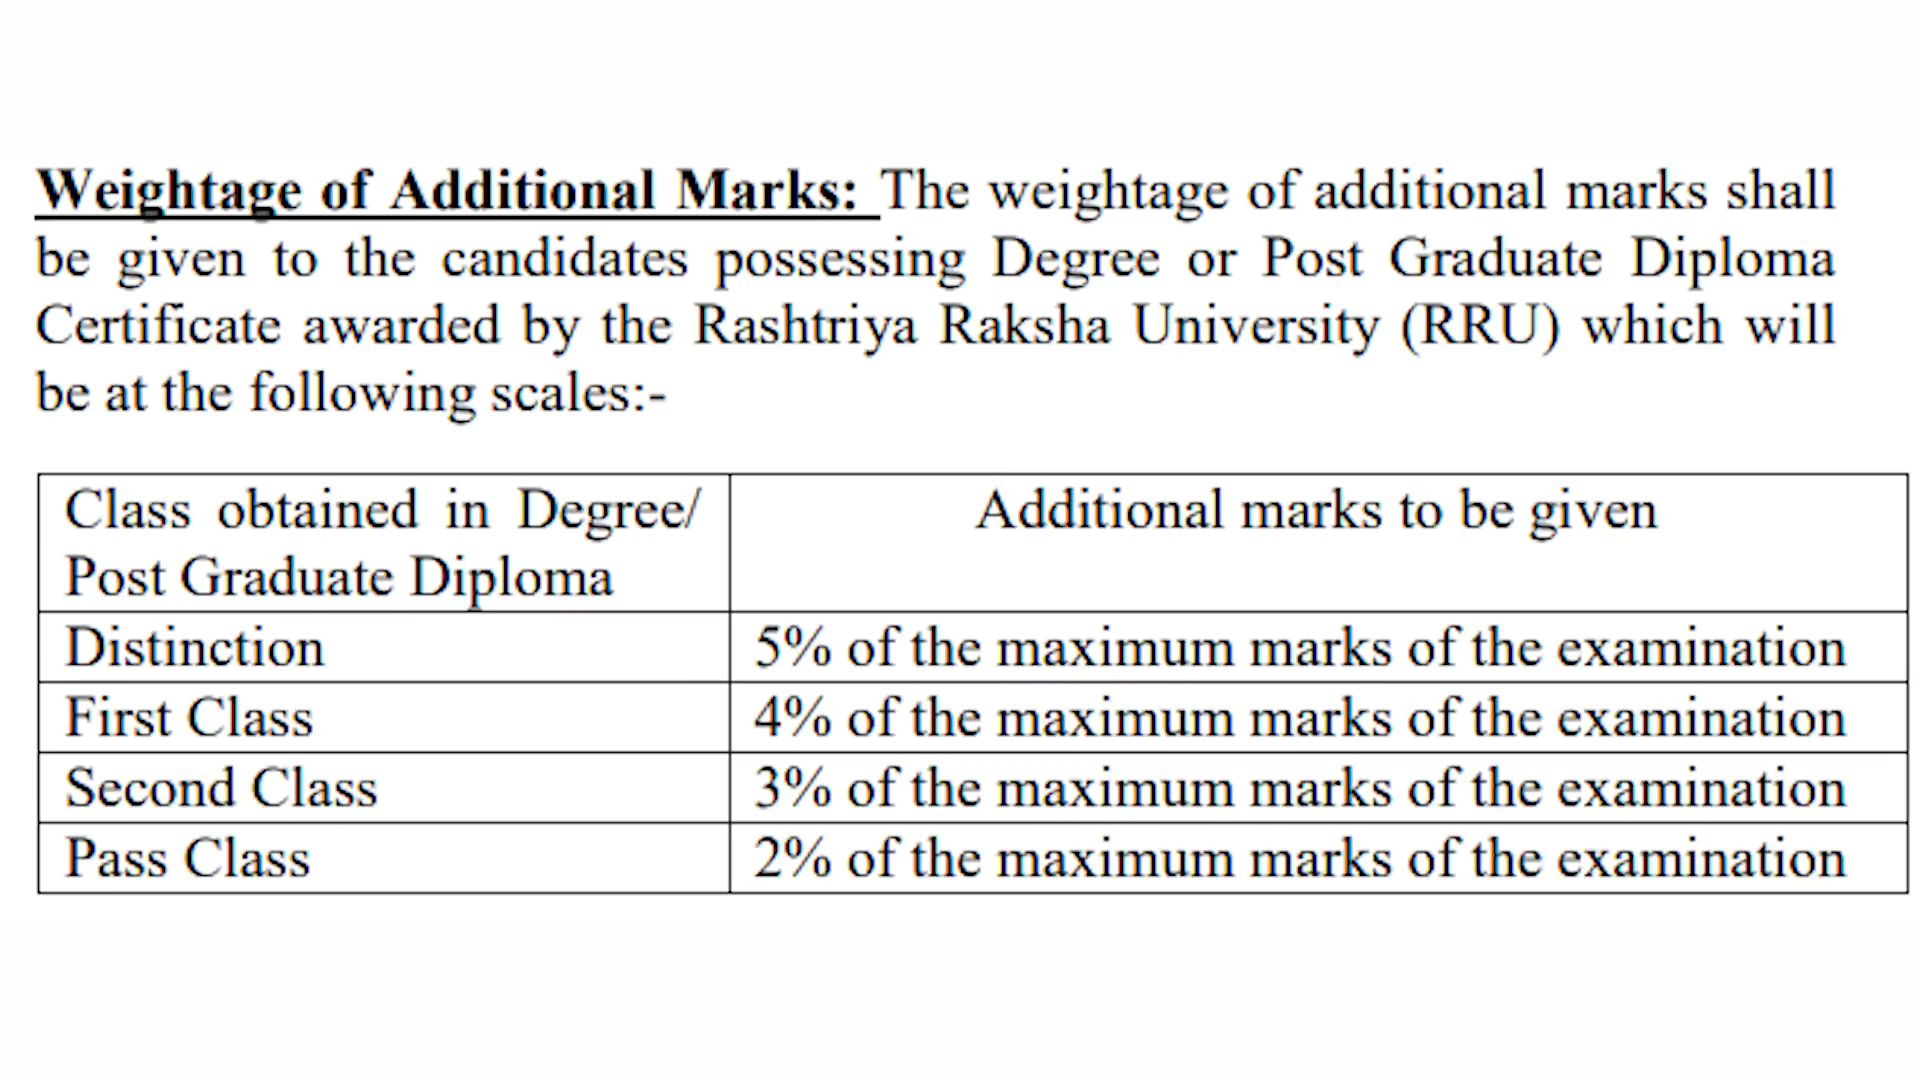 Weightage of Additional Marks: The weightage of additional marks shall
be given to the candidates possessing Degree or Post Graduate Diploma
Certificate awarded by the Rashtriya Raksha University (RRU) which will
be at the following scales:-
Class obtained in Degree/
Post Graduate Diploma
Additional marks to be given
Distinction
5% of the maximum marks of the examination
First Class
4% of the maximum marks of the examination
Second Class
3% of the maximum marks of the examination
Pass Class
2% of the maximum marks of the examination